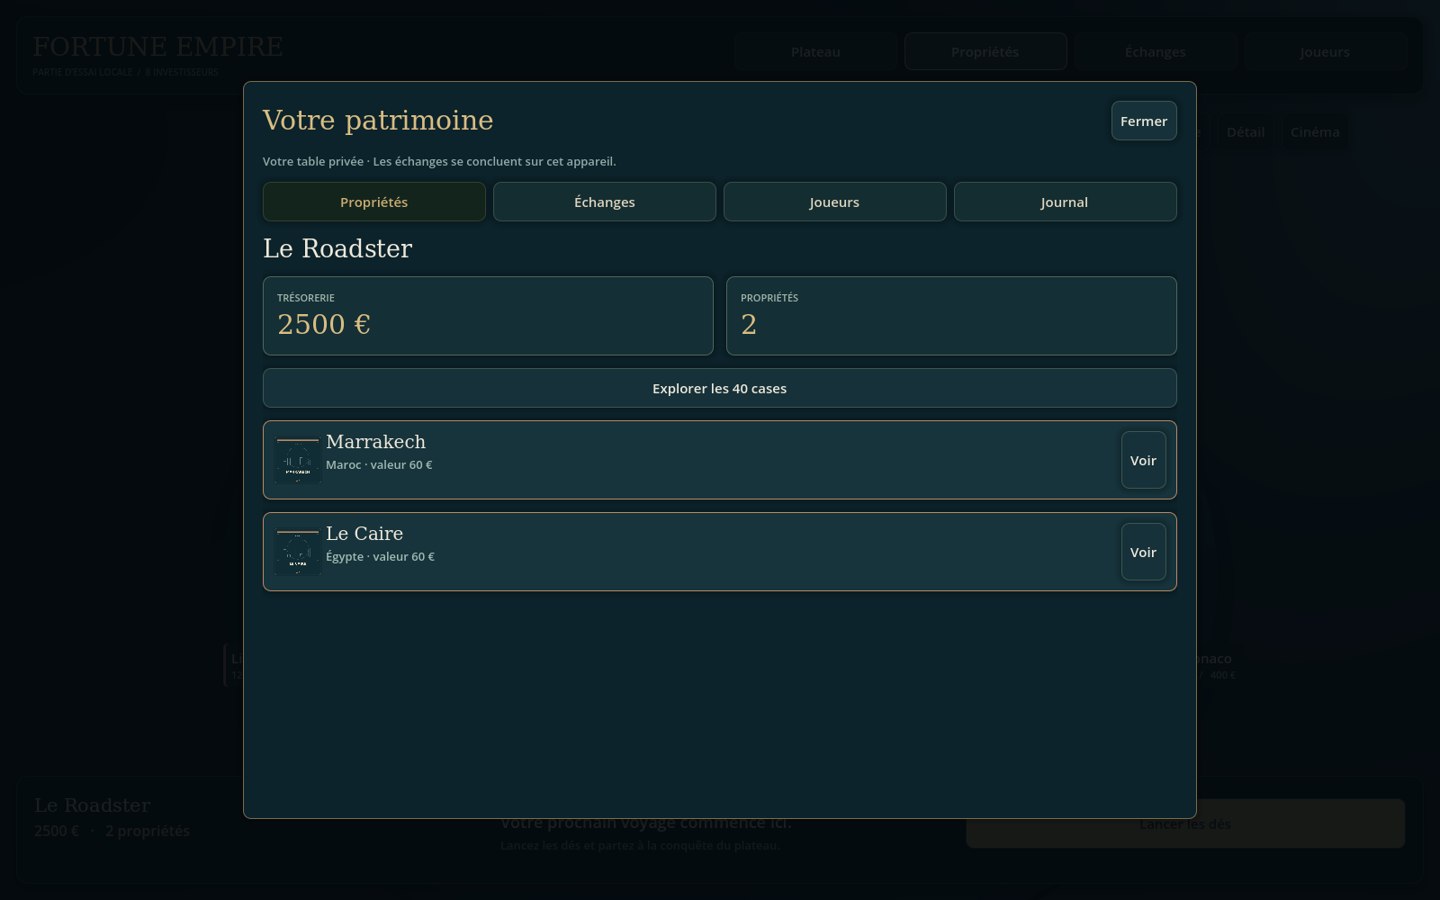 FORTUNE EMPIRE
PARTIE D'ESSAI LOCALE / 8 INVESTISSEURS
Plateau
Propriétés
Échanges
Joueurs
Détail
Cinéma
Votre patrimoine
Fermer
Votre table privée · Les échanges se concluent sur cet appareil.
Propriétés
Échanges
Joueurs
Journal
Le Roadster
TRÉSORERIE
2500 €
PROPRIÉTÉS
2
Explorer les 40 cases
Marrakech
Maroc · valeur 60 €
Voir
Le Caire
Égypte · valeur 60 €
Voir
/ 400 €
Le Roadster
2500 € · 2 propriétés
Votre prochain voyage commence ici.
Lancez les dés et partez à la conquête du plateau.
Lancer les dés